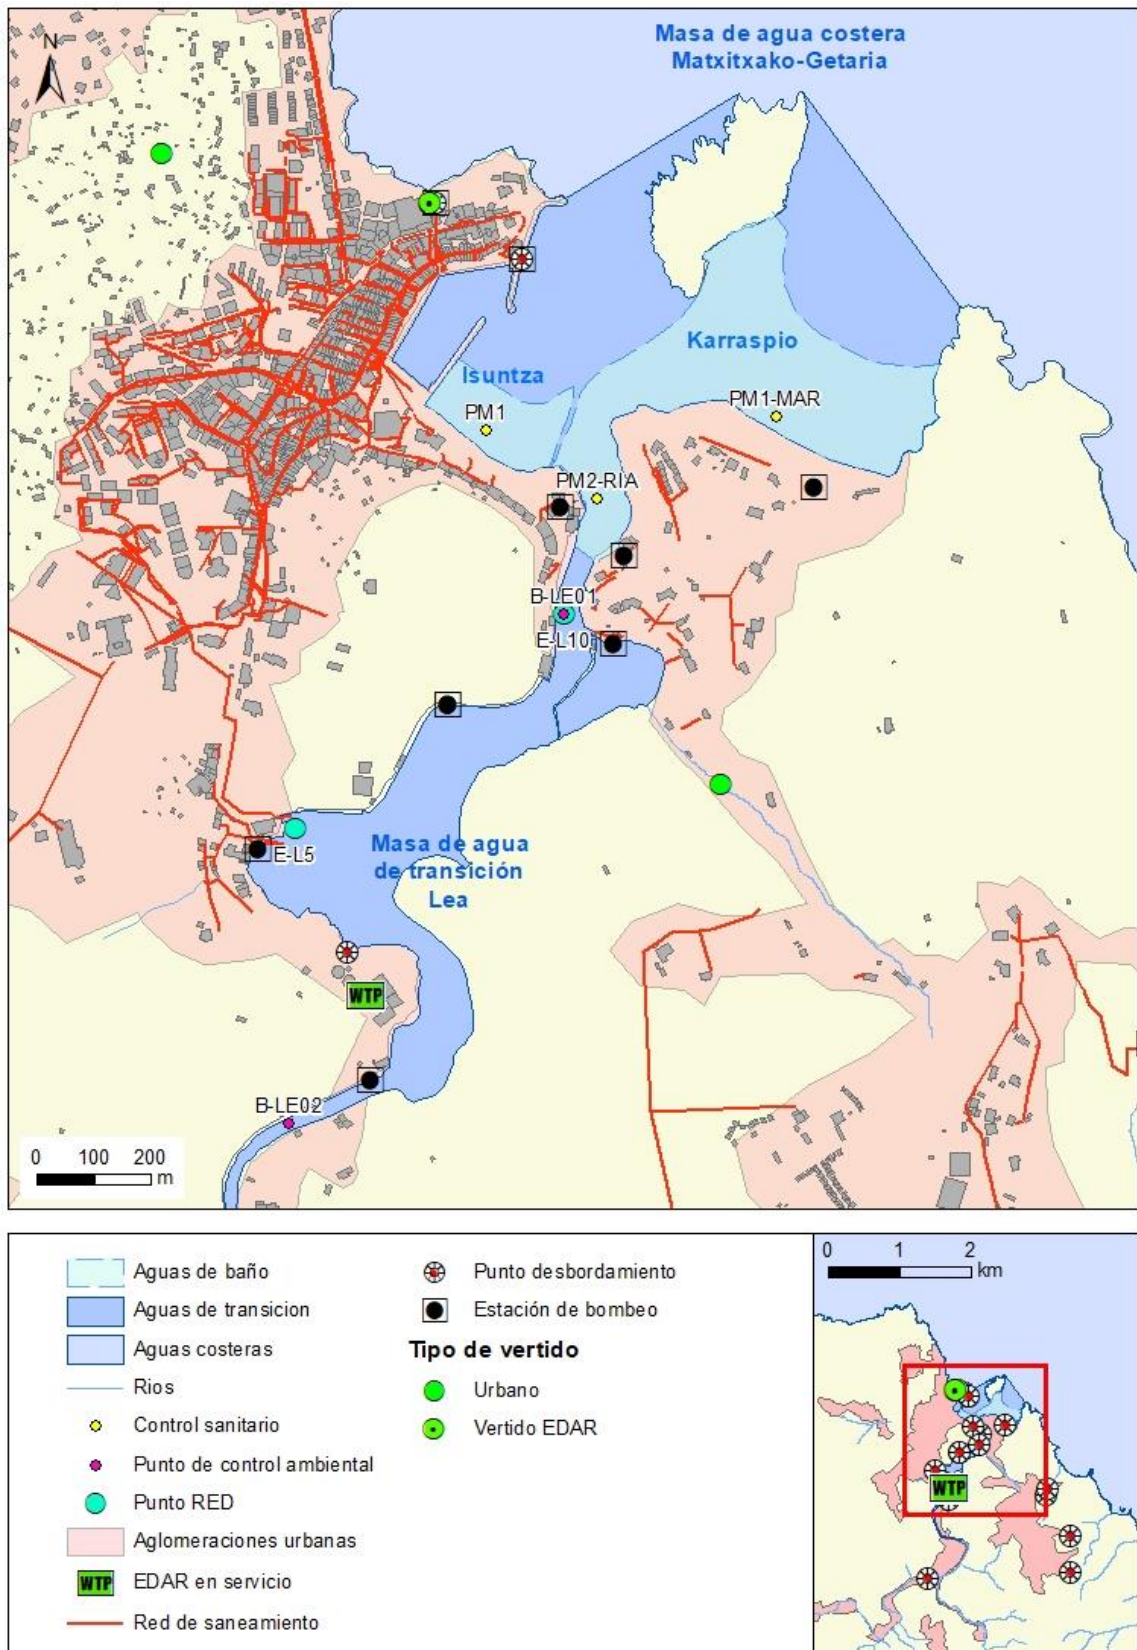 Masa de agua costera
Matxitxako-Getaria
N
Karraspio
Isuntza
PM1
PM1-MAR
PM2-RIA
B-LE01
E-L10
Masa de agua
de transición
Lea
E-L5
WTP
B-LE02
0 100 200
m
Aguas de baño
Aguas de transicion
Aguas costeras
Rios
Control sanitario
Punto de control ambiental
Punto RED
Aglomeraciones urbanas
WTP EDAR en servicio
Red de saneamiento
Punto desbordamiento
Estación de bombeo
Tipo de vertido
Urbano
Vertido EDAR
0 1 2
km
WTP